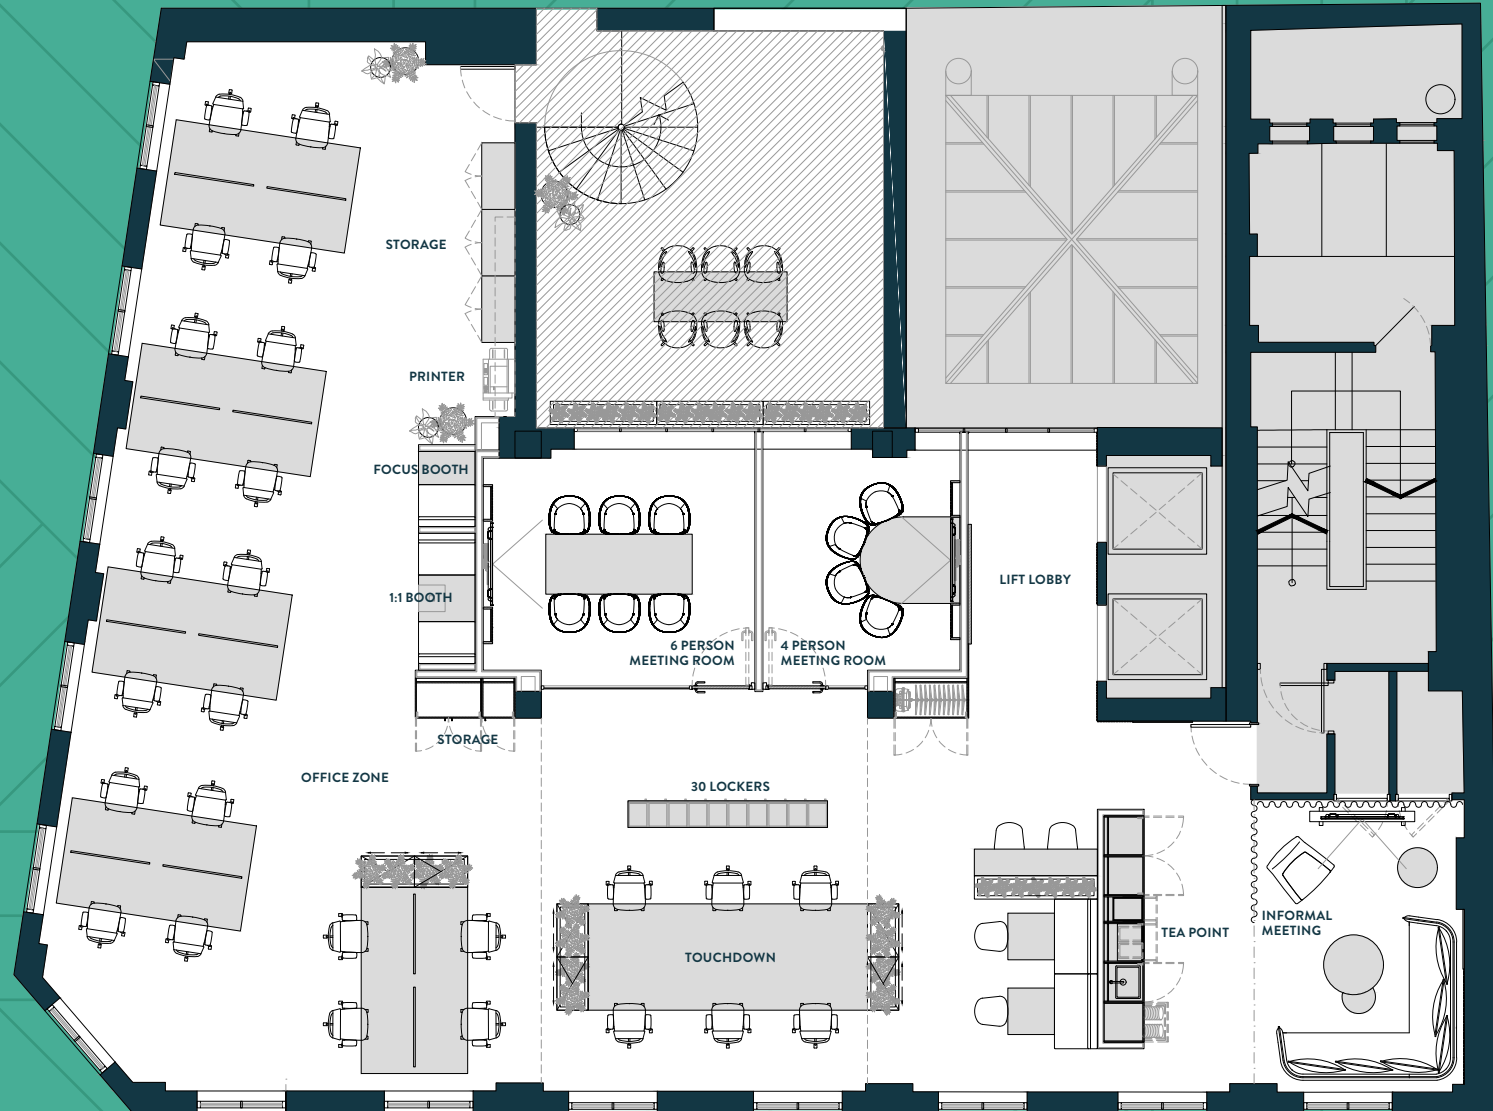 STORAGE
PRINTER
FOCUS BOOTH
1:1 BOOTH
LIFT LOBBY
6 PERSON
MEETING ROOM
4 PERSON
MEETING ROOM
STORAGE
OFFICE ZONE
30 LOCKERS
INFORMAL
MEETING
TEA POINT
TOUCHDOWN